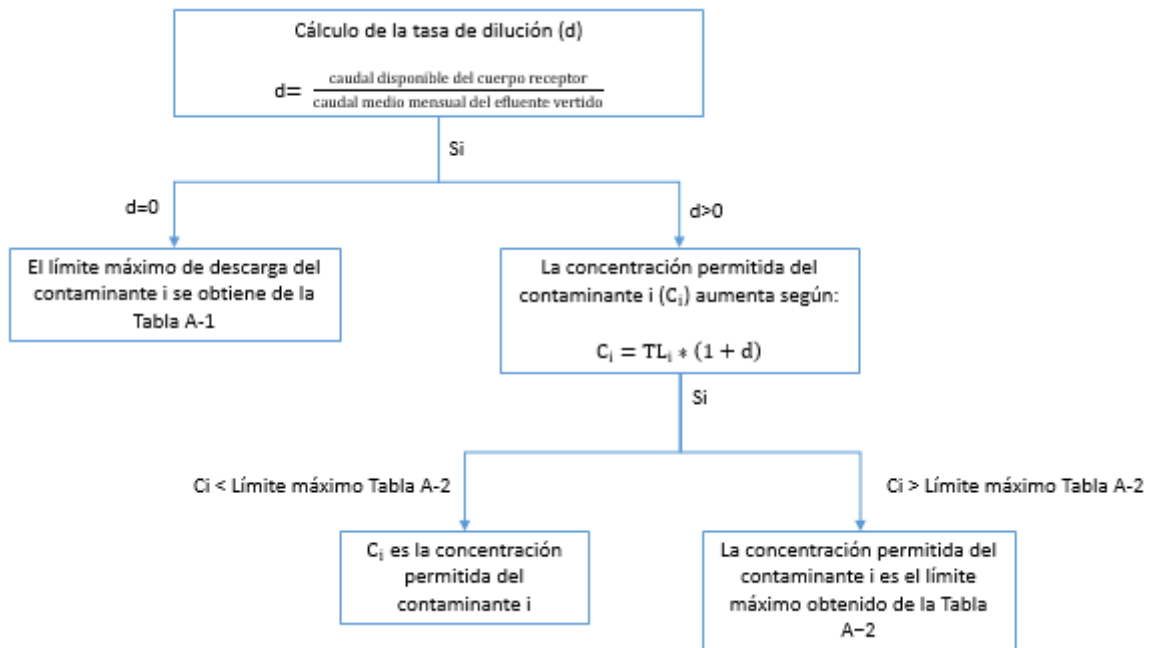 Cálculo de la tasa de dilución (d)
d= caudal disponible del cuerpo receptor
caudal medio mensual del efluente vertido
Si
d=0
d>0
El límite máximo de descarga del
contaminante i se obtiene de la
Tabla A-1
La concentración permitida del
contaminante i (Ci) aumenta según:
Ci = TLi * (1 + d)
Si
Ci < Límite máximo Tabla A-2
Ci > Límite máximo Tabla A-2
Ci es la concentración
permitida del
contaminante i
La concentración permitida del
contaminante i es el límite
máximo obtenido de la Tabla
A–2